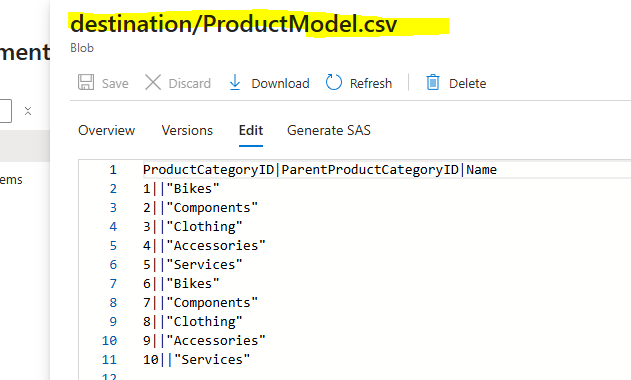 destination/ProductModel.csv
Blob
ment
Save Discard Download Refresh Delete
Overview Versions Edit Generate SAS
ems
1 ProductCategoryID|ParentProductCategoryID|Name
2 1||"Bikes"
3 2||"Components"
4 3||"Clothing"
5 4||"Accessories"
6 5||"Services"
7 6||"Bikes"
8 7||"Components"
9 8||"Clothing"
10 9||"Accessories"
11 10||"Services"
12